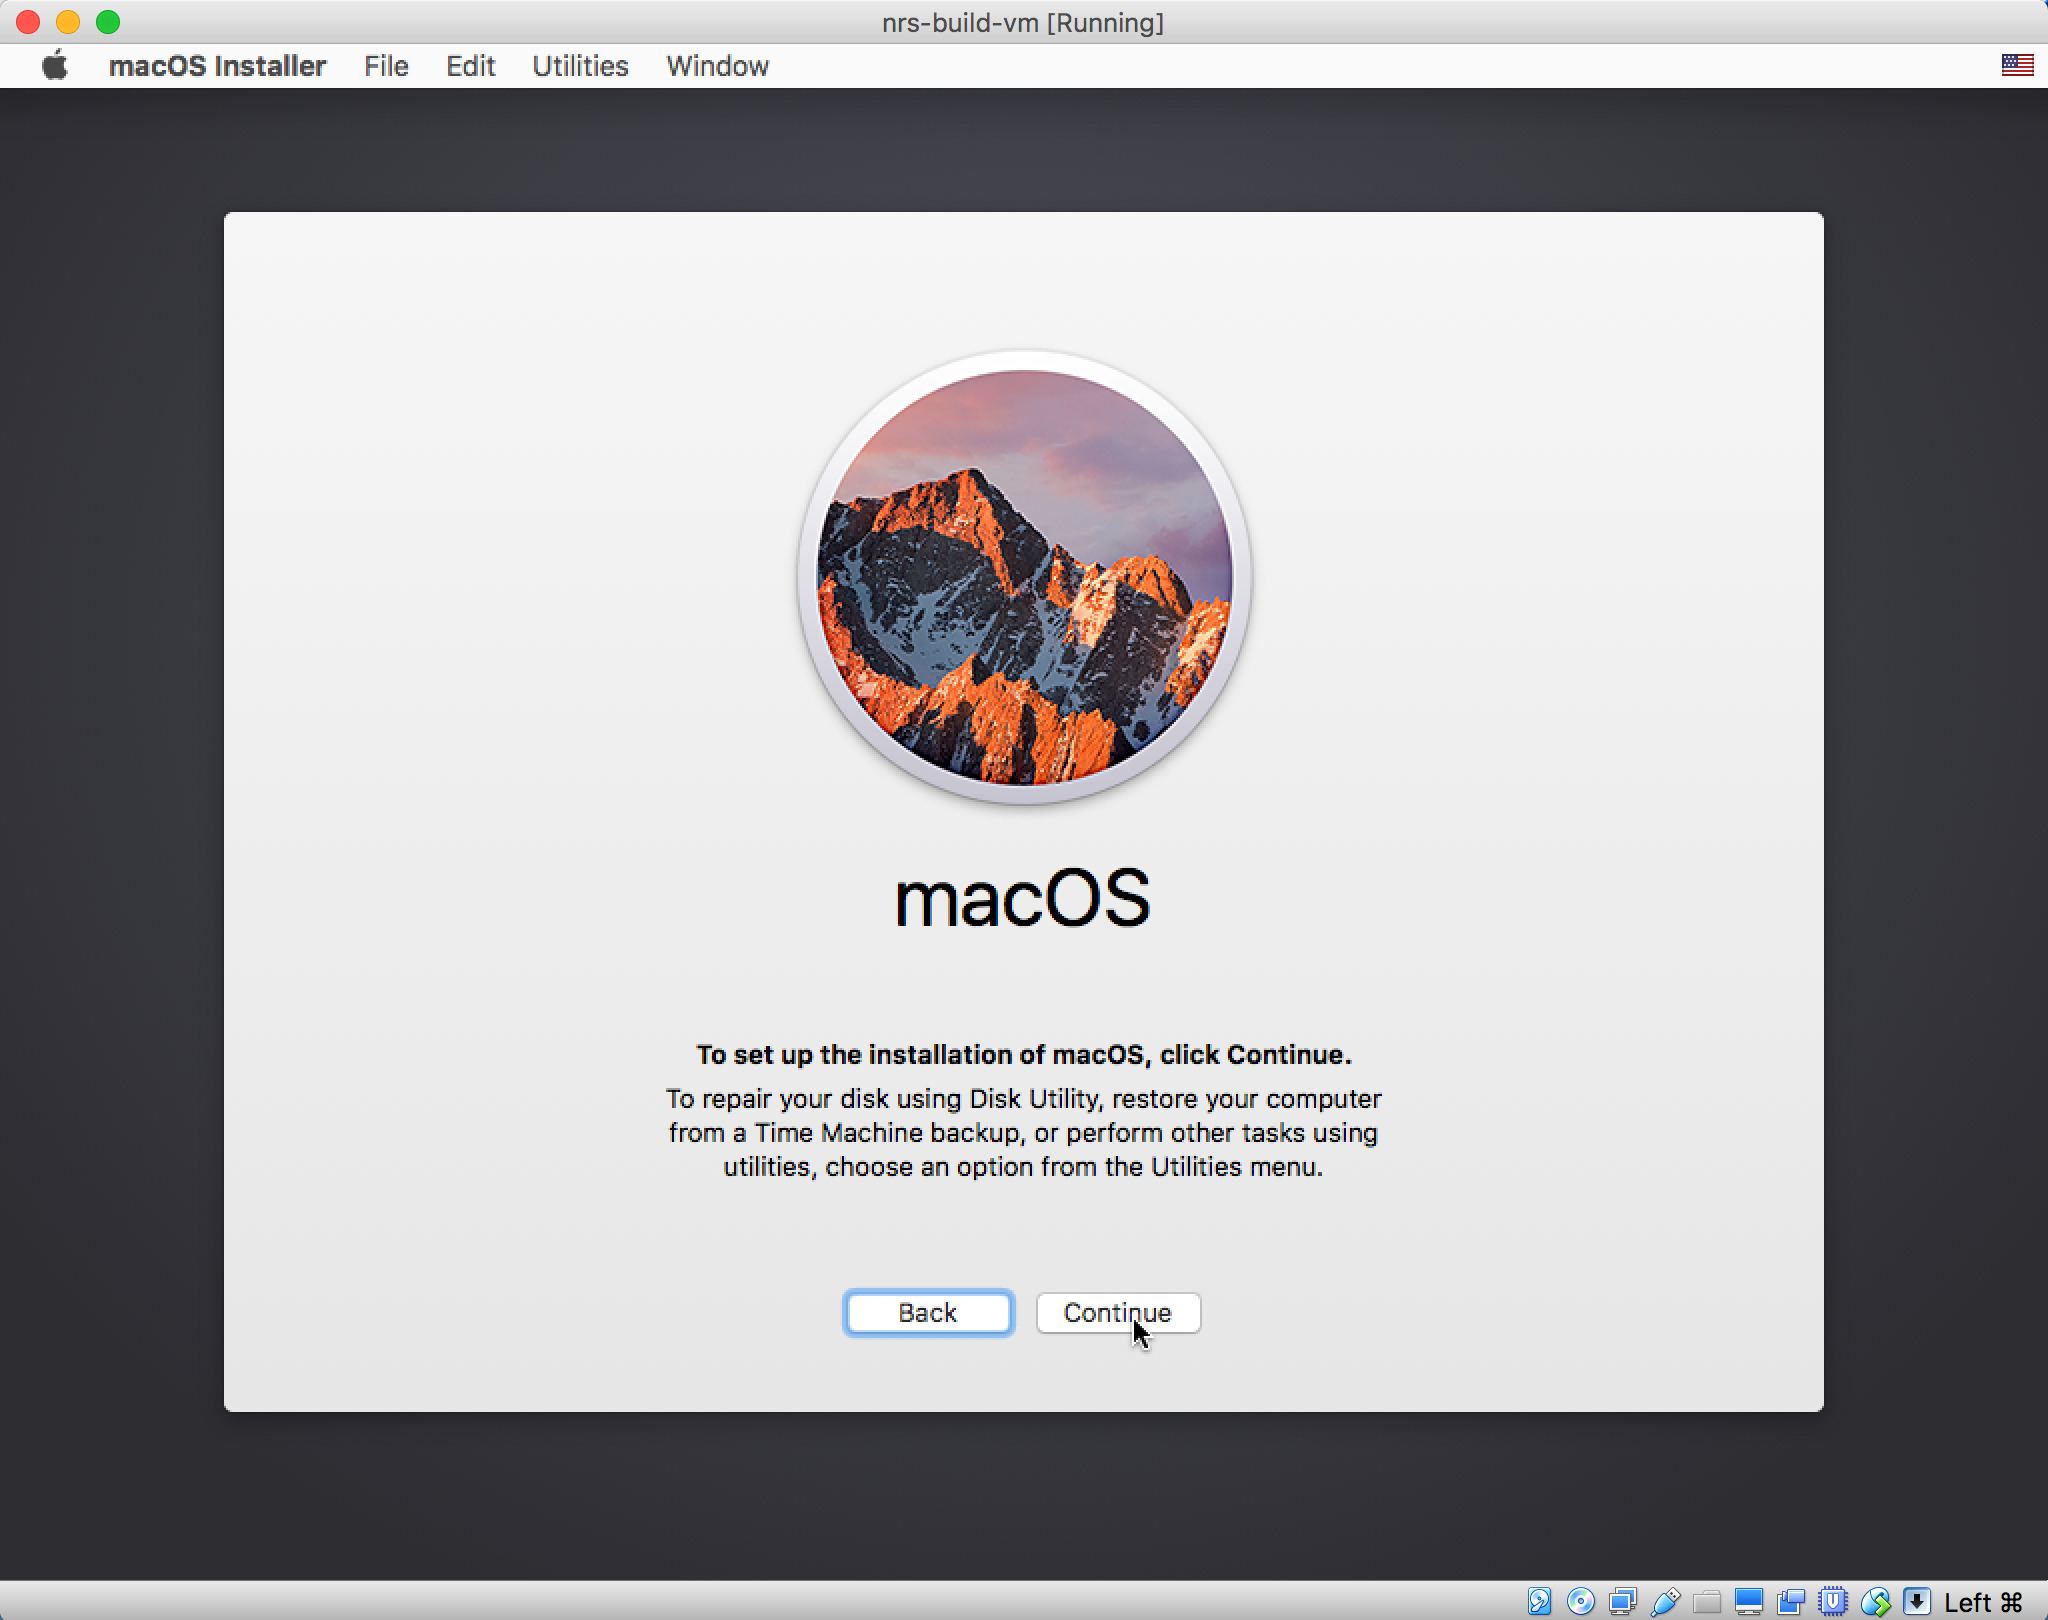 nrs-build-vm [Running]
macOS Installer File Edit Utilities Window
macOS
To set up the installation of macOS, click Continue.
To repair your disk using Disk Utility, restore your computer
from a Time Machine backup, or perform other tasks using
utilities, choose an option from the Utilities menu.
Back Continue
Left ⌘